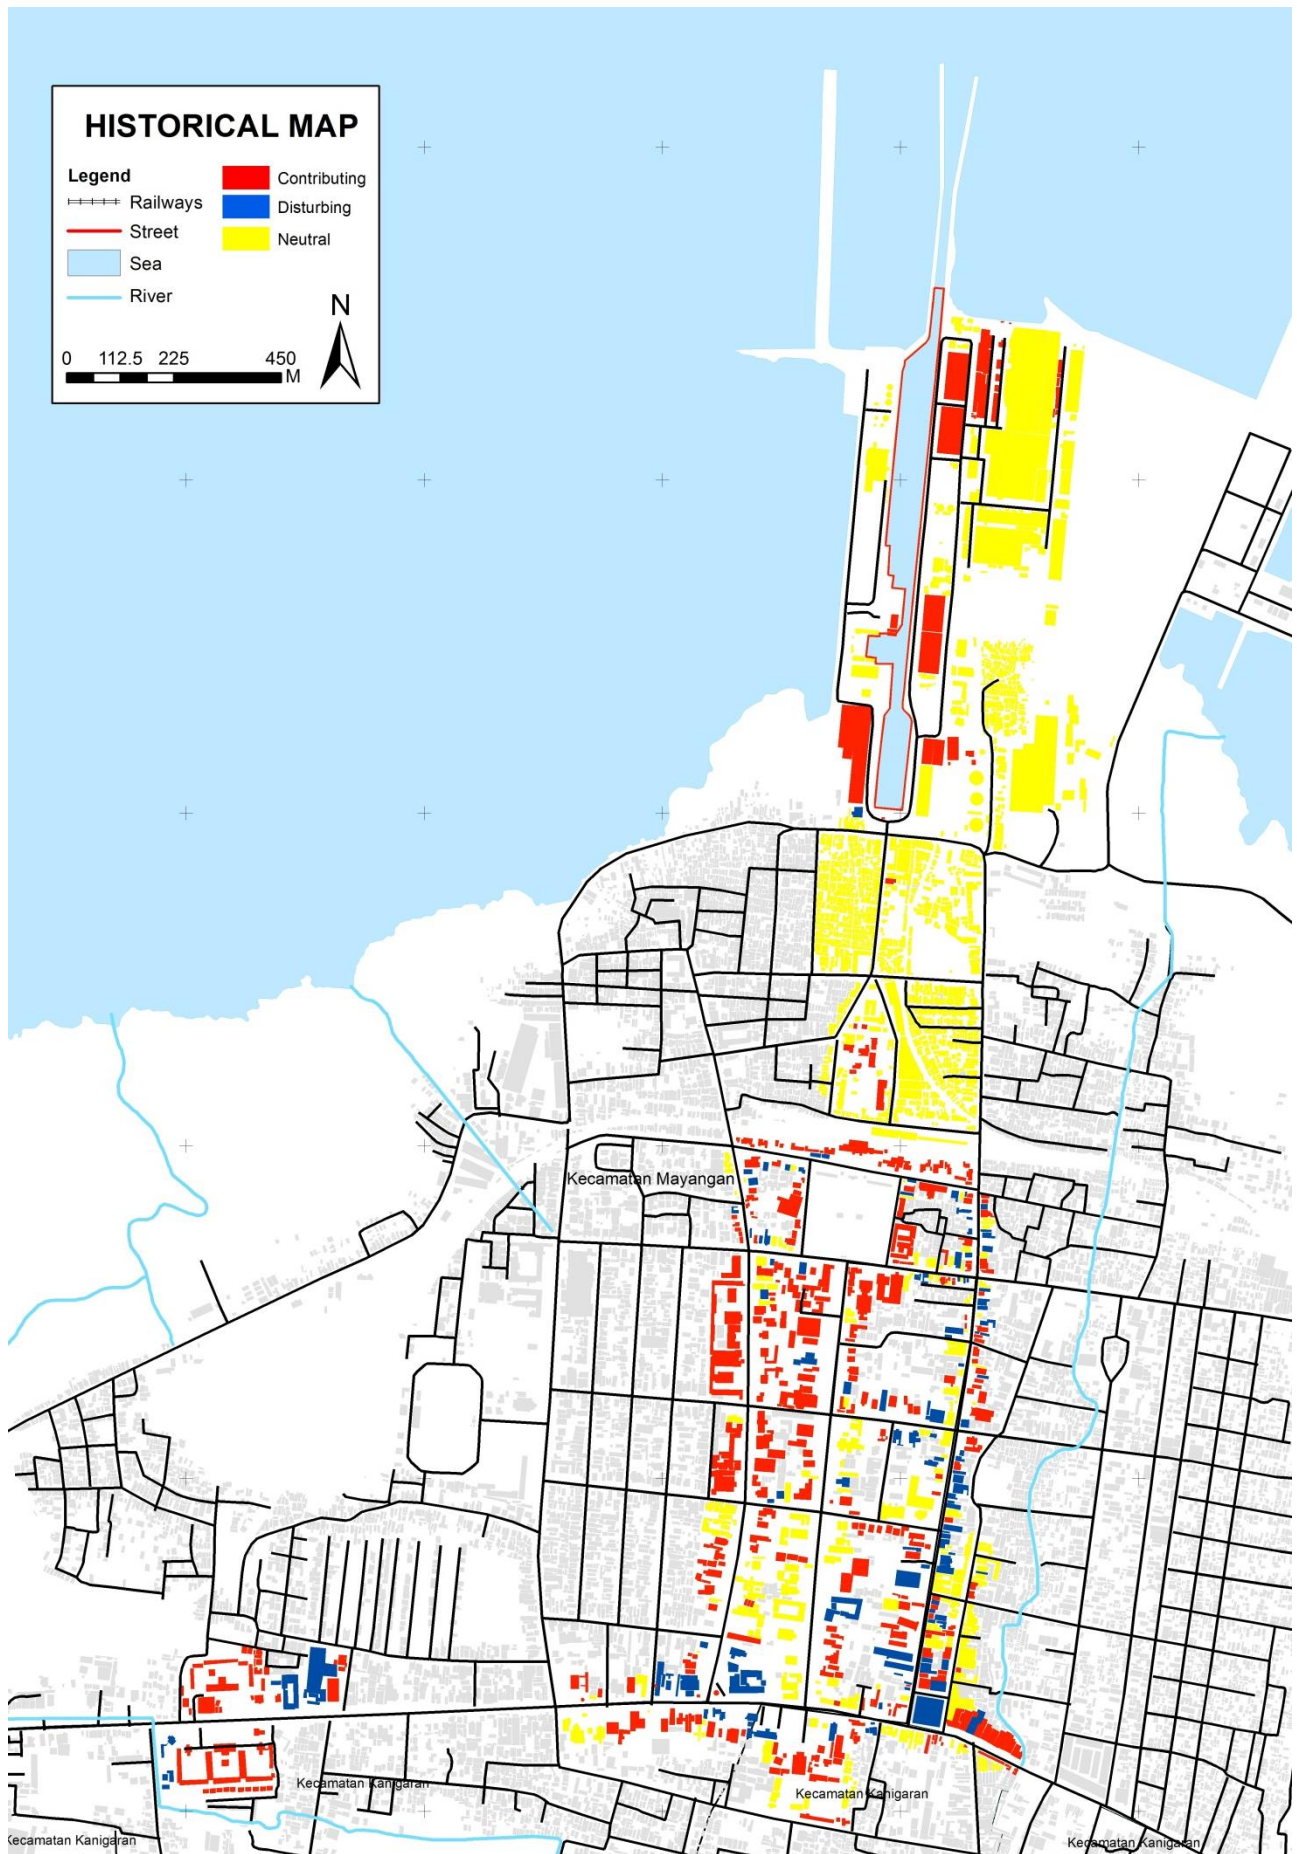 HISTORICAL MAP
Legend
Railways
Street
Sea
River
Contributing
Disturbing
Neutral
N
0 112.5 225 450
M
Kecamatan Mayangan
Kecamatan Kanigaran
Kecamatan Kanigaran
Kecamatan Kanigaran
Kecamatan Kanigaran